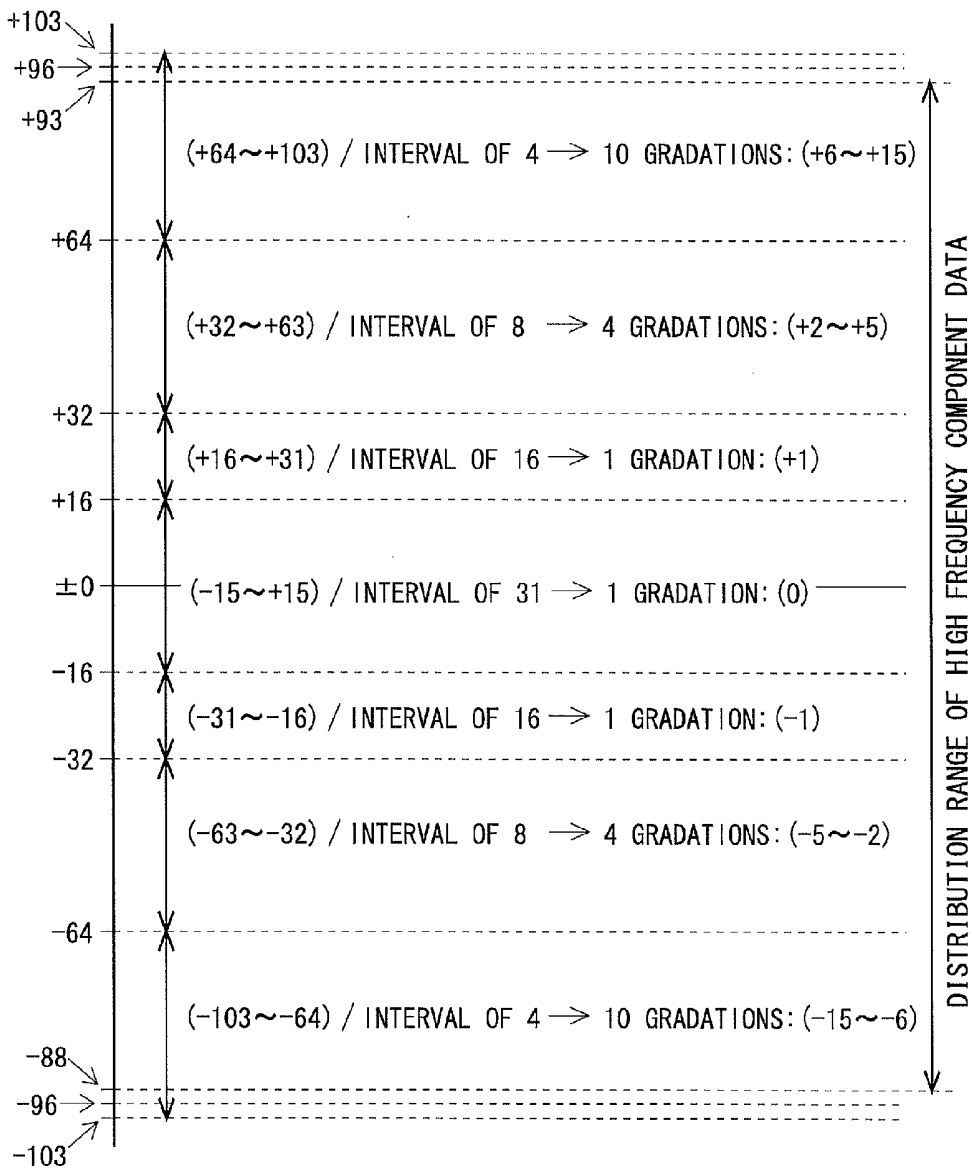 +103
+96
+93
(+64~+103) / INTERVAL OF 4 → 10 GRADATIONS: (+6~+15)
+64
(+32~+63) / INTERVAL OF 8 → 4 GRADATIONS: (+2~+5)
+32
(+16~+31) / INTERVAL OF 16 → 1 GRADATION: (+1)
+16
±0
(-15~+15) / INTERVAL OF 31 → 1 GRADATION: (0)
-16
(-31~-16) / INTERVAL OF 16 → 1 GRADATION: (-1)
-32
(-63~-32) / INTERVAL OF 8 → 4 GRADATIONS: (-5~-2)
-64
(-103~-64) / INTERVAL OF 4 → 10 GRADATIONS: (-15~-6)
-88
-96
-103
DISTRIBUTION RANGE OF HIGH FREQUENCY COMPONENT DATA